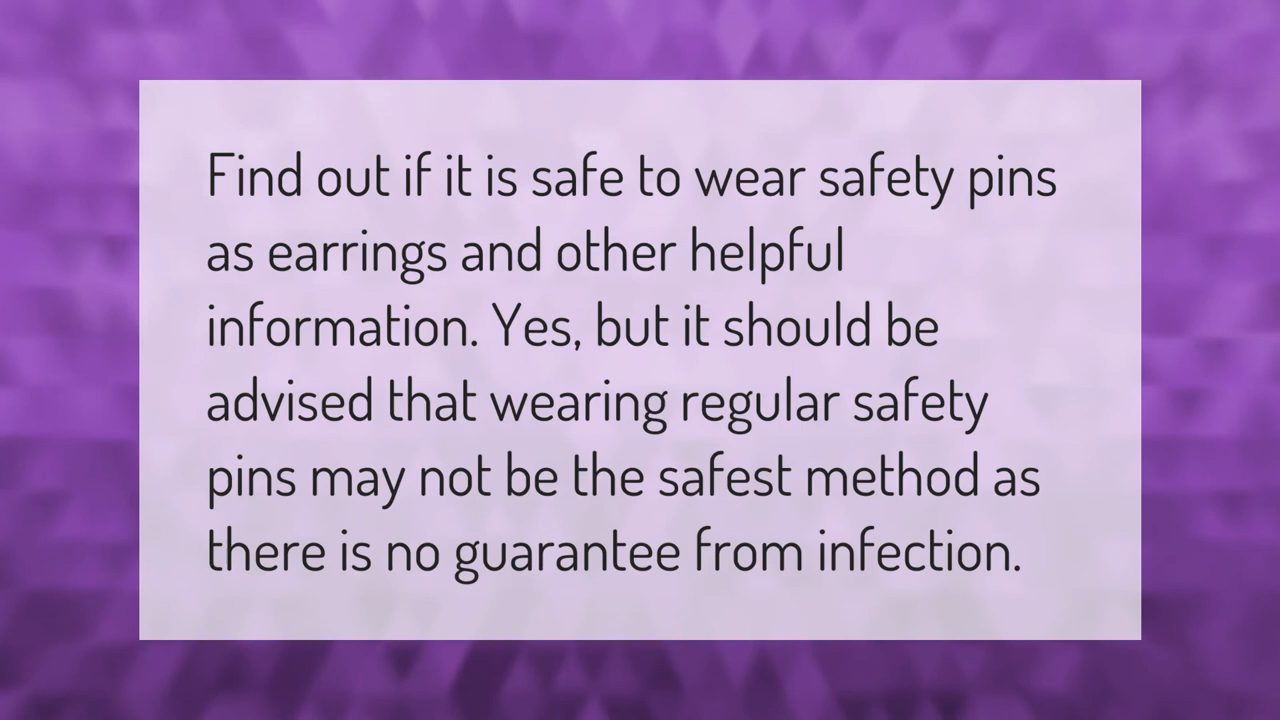 Find out if it is safe to wear safety pins
as earrings and other helpful
information. Yes, but it should be
advised that wearing regular safety
pins may not be the safest method as
there is no guarantee from infection.